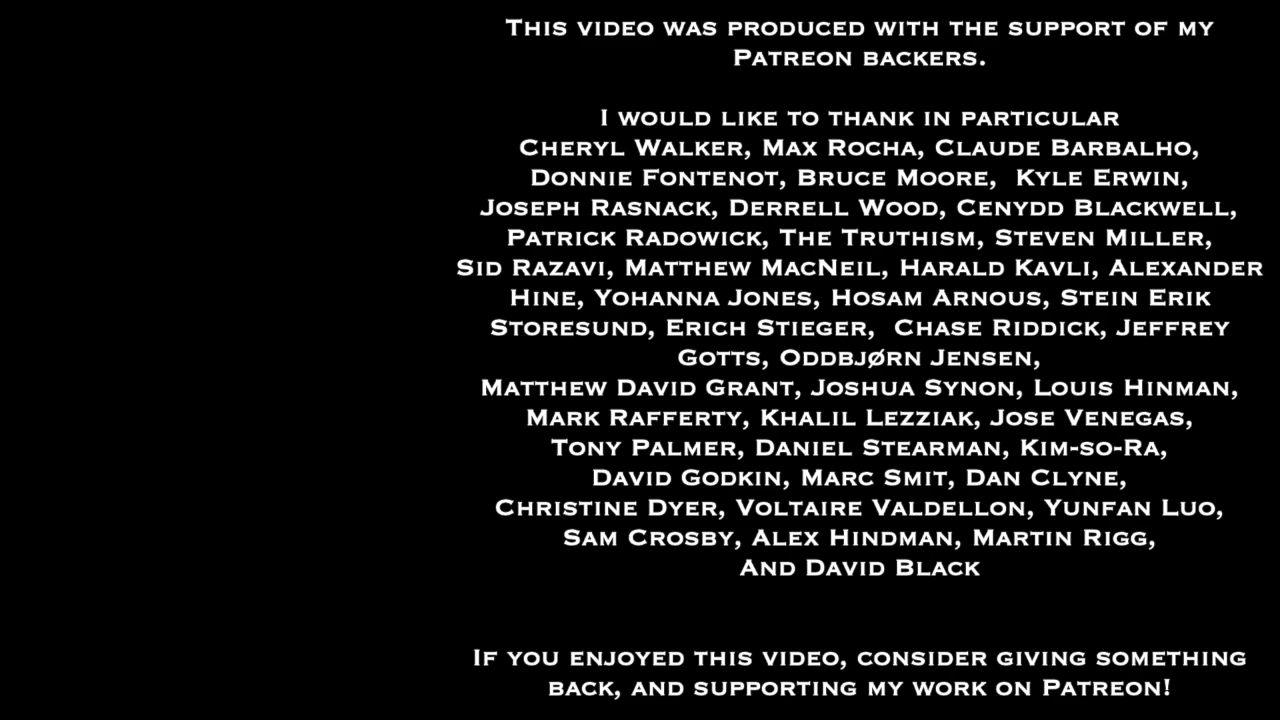 This video was produced with the support of my
Patreon backers.
I would like to thank in particular
Cheryl Walker, Max Rocha, Claude Barbalho,
Donnie Fontenot, Bruce Moore,  Kyle Erwin,
Joseph Rasnack, Derrell Wood, Cenydd Blackwell,
Patrick Radowick, The Truthism, Steven Miller,
Sid Razavi, Matthew MacNeil, Harald Kavli, Alexander
Hine, Yohanna Jones, Hosam Arnous, Stein Erik
Storesund, Erich Stieger,  Chase Riddick, Jeffrey
Gotts, Oddbjørn Jensen,
Matthew David Grant, Joshua Synon, Louis Hinman,
Mark Rafferty, Khalil Lezziak, Jose Venegas,
Tony Palmer, Daniel Stearman, Kim-so-Ra,
David Godkin, Marc Smit, Dan Clyne,
Christine Dyer, Voltaire Valdellon, Yunfan Luo,
Sam Crosby, Alex Hindman, Martin Rigg,
And David Black
If you enjoyed this video, consider giving something
back, and supporting my work on Patreon!